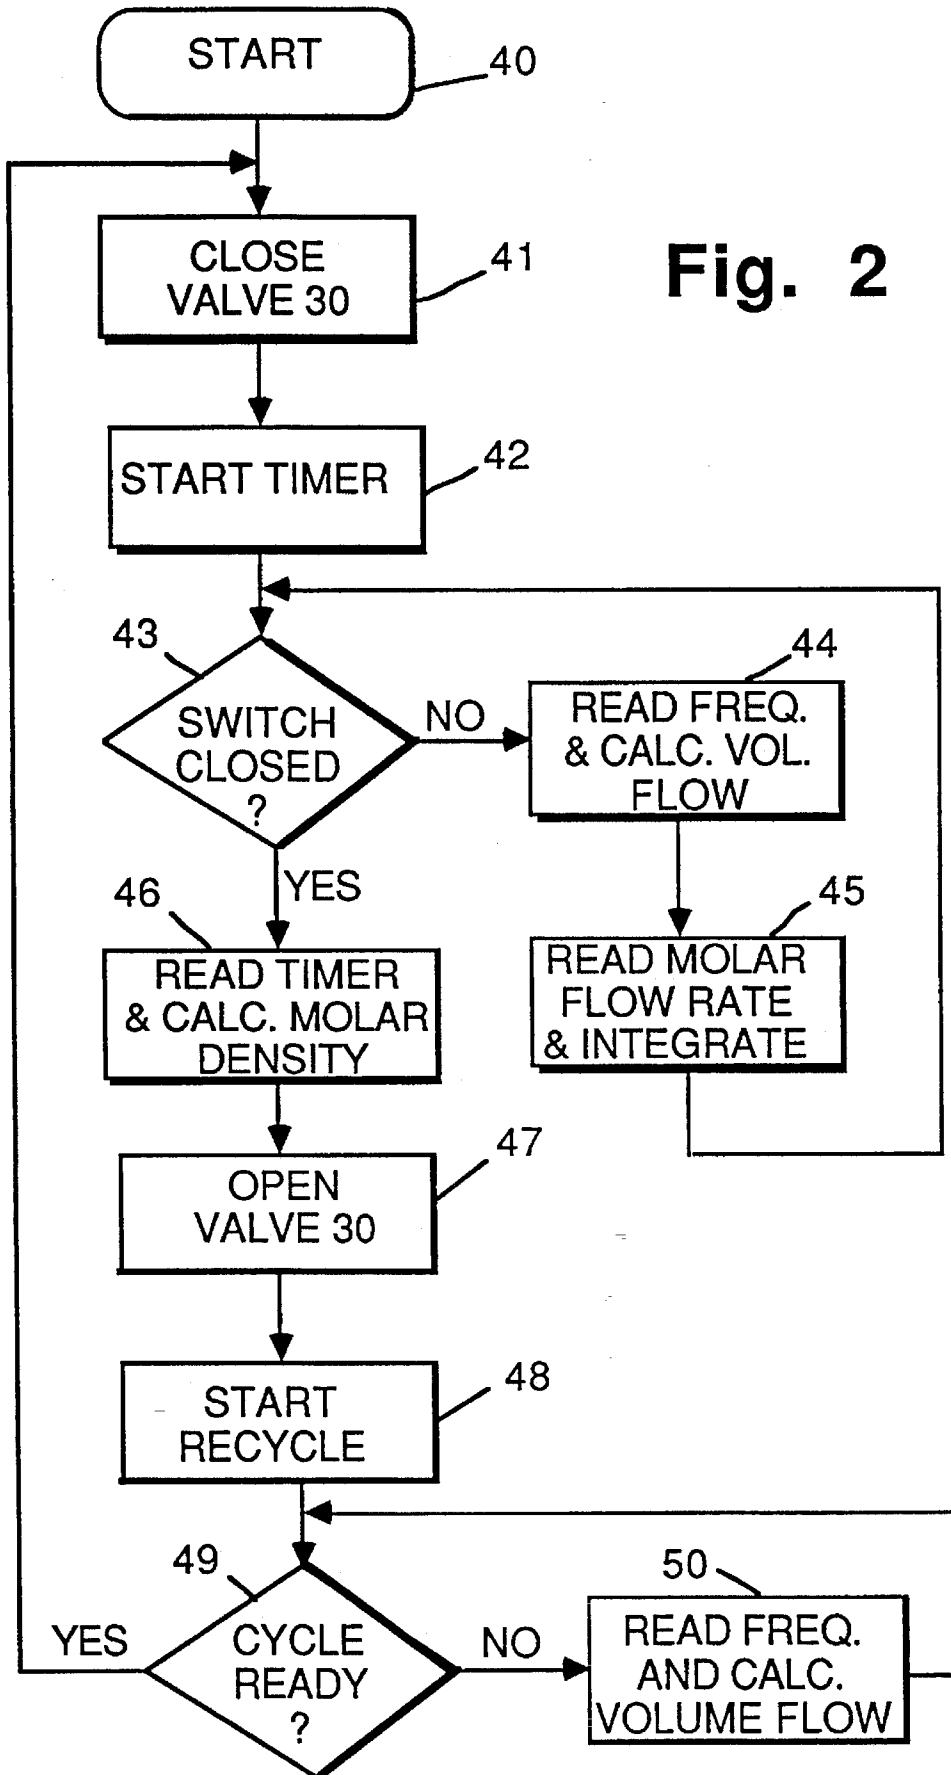 START
40
CLOSE
VALVE 30
41
Fig. 2
START TIMER
42
43
SWITCH
CLOSED
?
NO
44
READ FREQ.
& CALC. VOL.
FLOW
YES
45
READ MOLAR
FLOW RATE
& INTEGRATE
46
READ TIMER
& CALC. MOLAR
DENSITY
47
OPEN
VALVE 30
48
START
RECYCLE
49
YES
CYCLE
READY
?
NO
50
READ FREQ.
AND CALC.
VOLUME FLOW